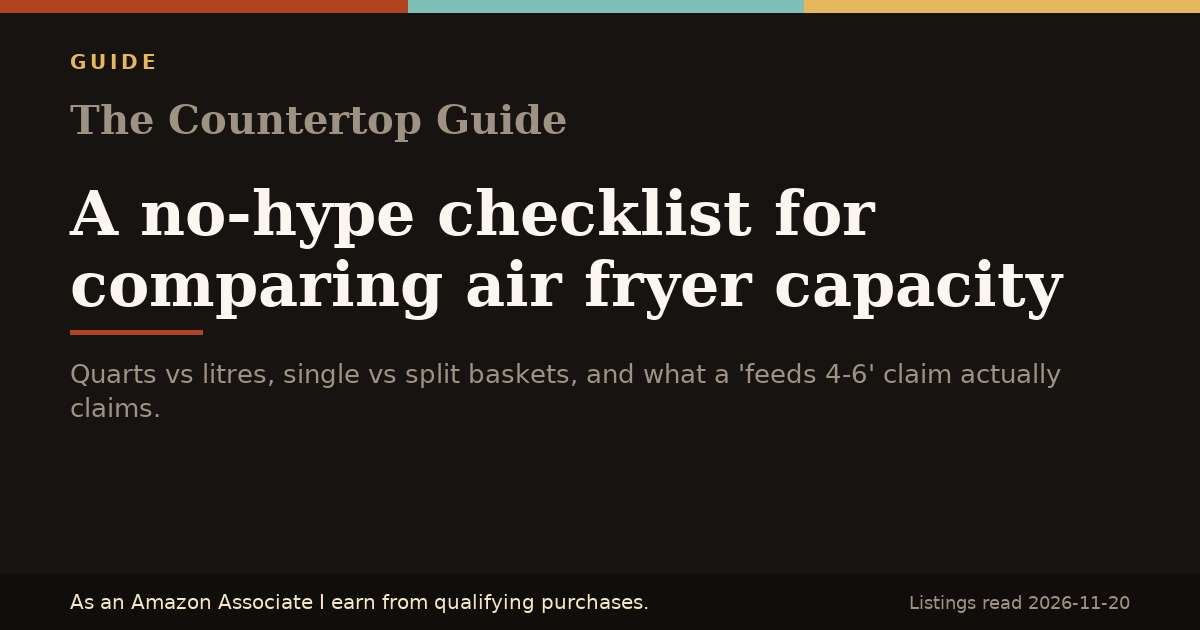 GUIDE
The Countertop Guide
A no-hype checklist for
comparing air fryer capacity
Quarts vs litres, single vs split baskets, and what a 'feeds 4-6' claim actually
claims.
As an Amazon Associate I earn from qualifying purchases.
Listings read 2026-11-20